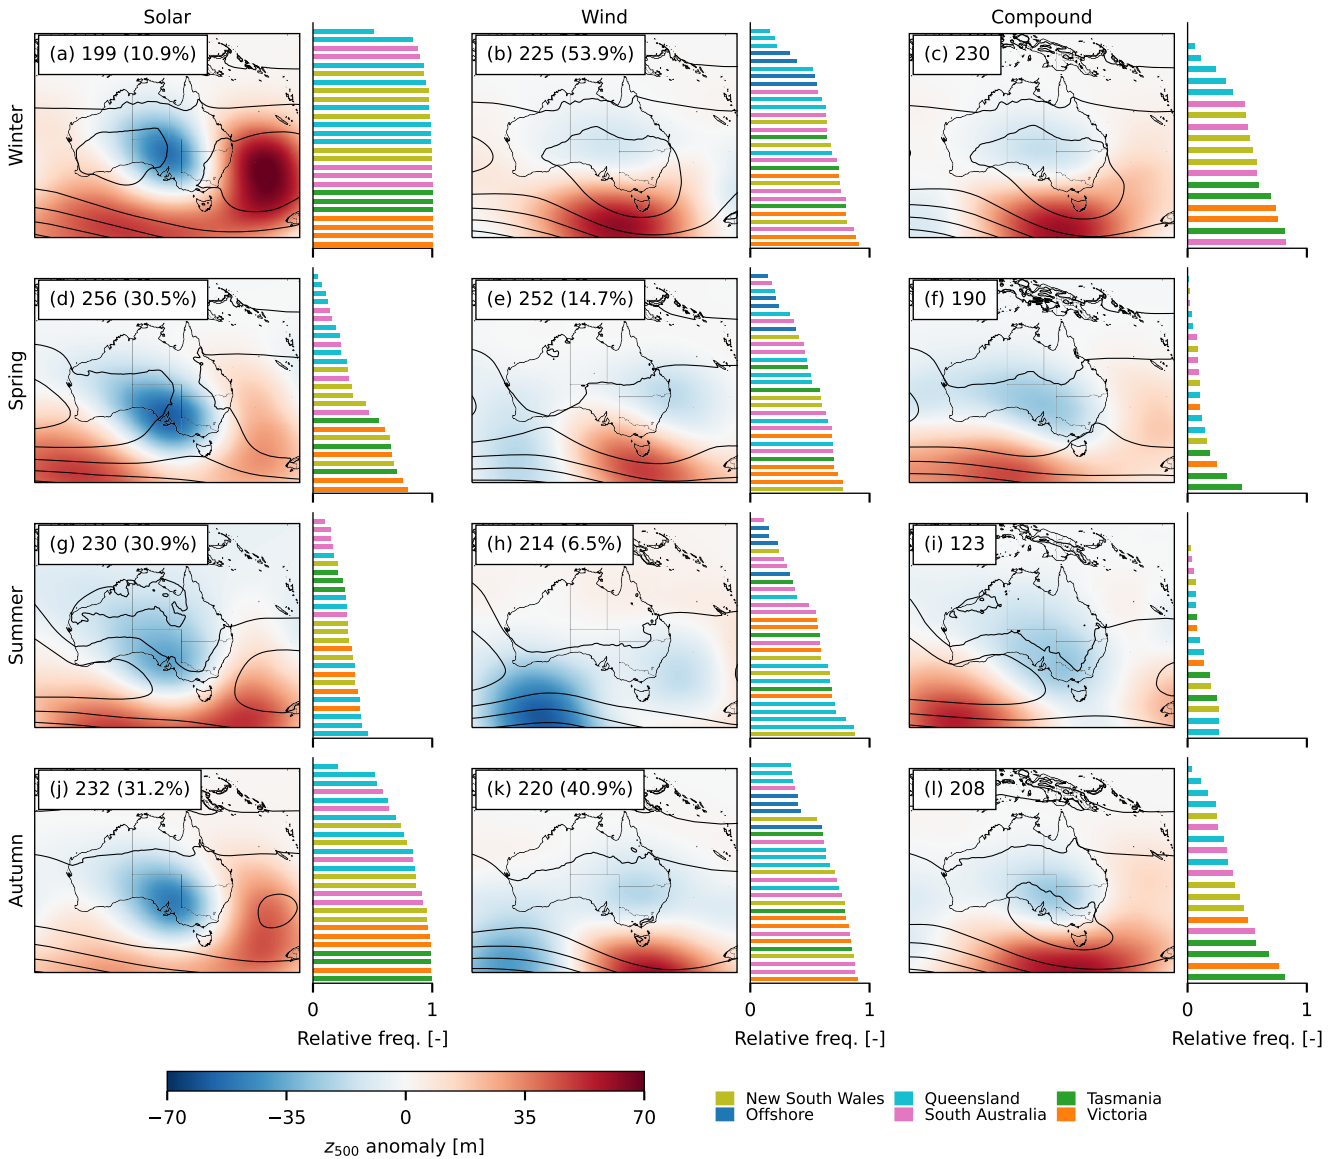 Solar
Wind
Compound
Winter
(a) 199 (10.9%)
(b) 225 (53.9%)
(c) 230
Spring
(d) 256 (30.5%)
(e) 252 (14.7%)
(f) 190
Summer
(g) 230 (30.9%)
(h) 214 (6.5%)
(i) 123
Autumn
(j) 232 (31.2%)
(k) 220 (40.9%)
(l) 208
0 1
0 1
0 1
Relative freq. [-]
Relative freq. [-]
Relative freq. [-]
−70 −35 0 35 70
z500 anomaly [m]
New South Wales
Offshore
Queensland
South Australia
Tasmania
Victoria